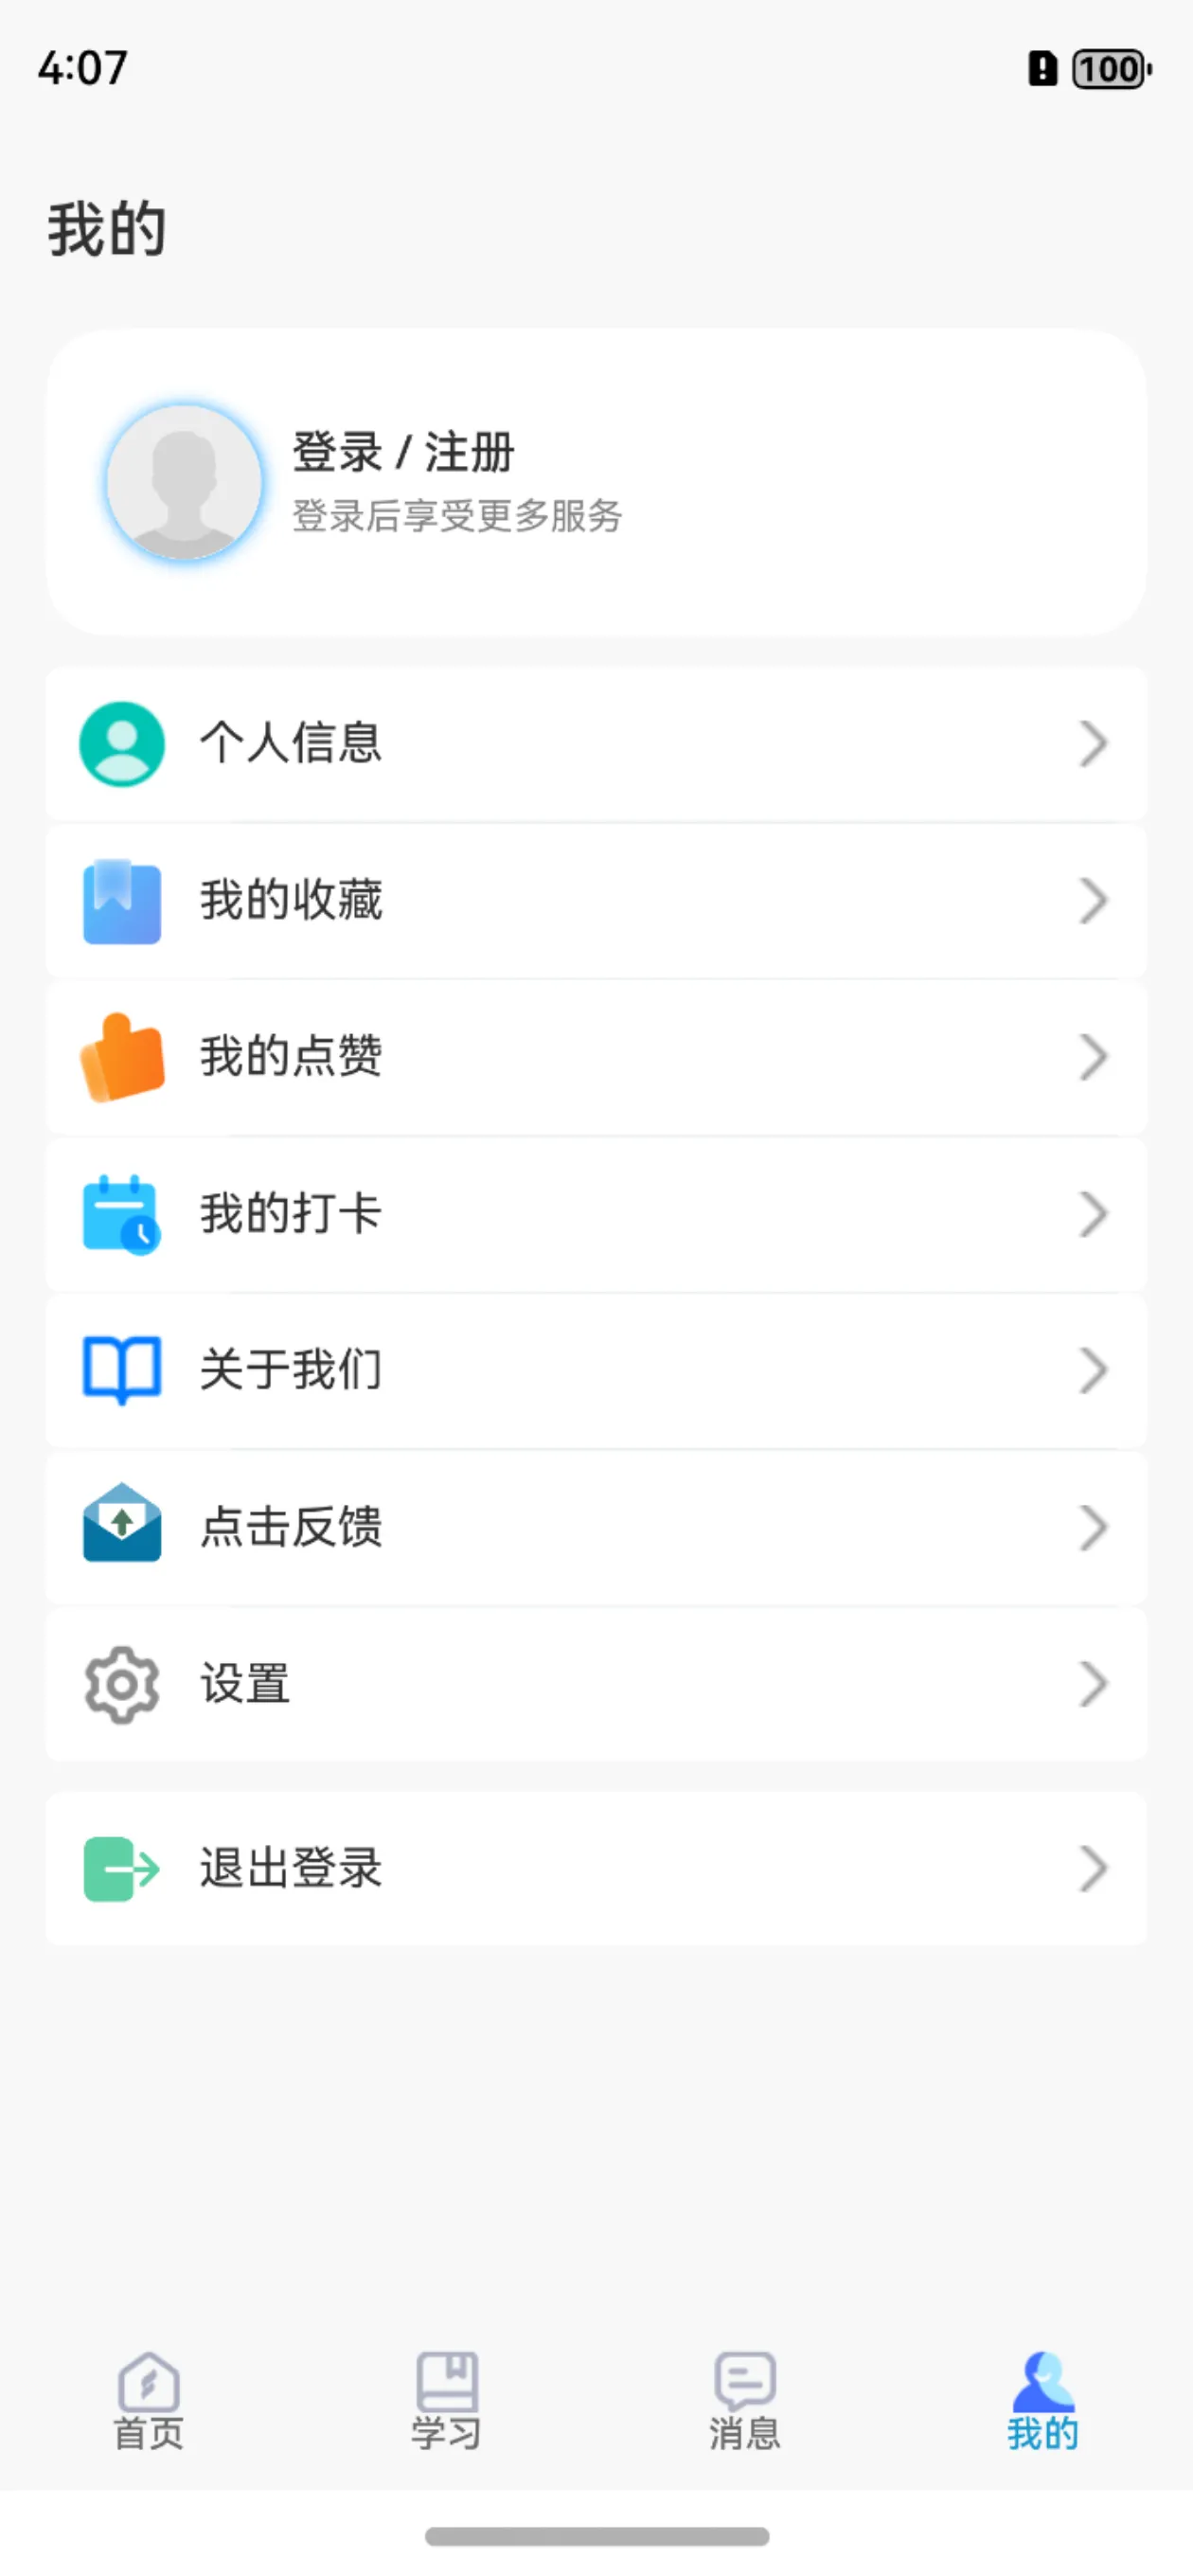 4:07
100
我的
登录 / 注册
登录后享受更多服务
个人信息
我的收藏
我的点赞
我的打卡
关于我们
点击反馈
设置
退出登录
首页
学习
消息
我的